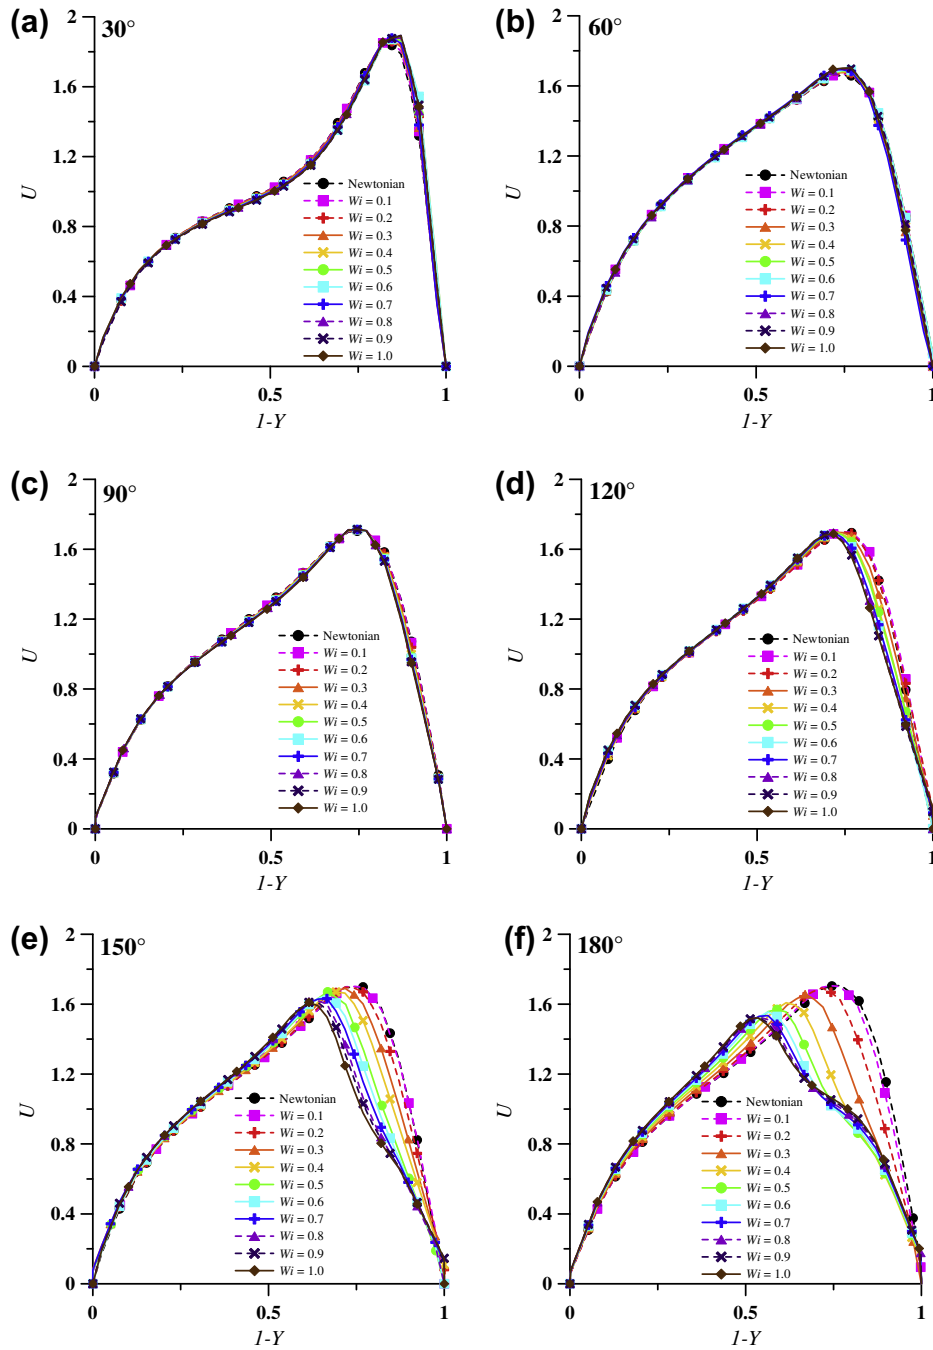 (a) 30°
2
1.6
1.2
0.8
0.4
0
U
Newtonian
Wi = 0.1
Wi = 0.2
Wi = 0.3
Wi = 0.4
Wi = 0.5
Wi = 0.6
Wi = 0.7
Wi = 0.8
Wi = 0.9
Wi = 1.0
0 0.5 1
1-Y
(b) 60°
2
1.6
1.2
0.8
0.4
0
U
Newtonian
Wi = 0.1
Wi = 0.2
Wi = 0.3
Wi = 0.4
Wi = 0.5
Wi = 0.6
Wi = 0.7
Wi = 0.8
Wi = 0.9
Wi = 1.0
0 0.5 1
1-Y
(c) 90°
2
1.6
1.2
0.8
0.4
0
U
Newtonian
Wi = 0.1
Wi = 0.2
Wi = 0.3
Wi = 0.4
Wi = 0.5
Wi = 0.6
Wi = 0.7
Wi = 0.8
Wi = 0.9
Wi = 1.0
0 0.5 1
1-Y
(d) 120°
2
1.6
1.2
0.8
0.4
0
U
Newtonian
Wi = 0.1
Wi = 0.2
Wi = 0.3
Wi = 0.4
Wi = 0.5
Wi = 0.6
Wi = 0.7
Wi = 0.8
Wi = 0.9
Wi = 1.0
0 0.5 1
1-Y
(e) 150°
2
1.6
1.2
0.8
0.4
0
U
Newtonian
Wi = 0.1
Wi = 0.2
Wi = 0.3
Wi = 0.4
Wi = 0.5
Wi = 0.6
Wi = 0.7
Wi = 0.8
Wi = 0.9
Wi = 1.0
0 0.5 1
1-Y
(f) 180°
2
1.6
1.2
0.8
0.4
0
U
Newtonian
Wi = 0.1
Wi = 0.2
Wi = 0.3
Wi = 0.4
Wi = 0.5
Wi = 0.6
Wi = 0.7
Wi = 0.8
Wi = 0.9
Wi = 1.0
0 0.5 1
1-Y